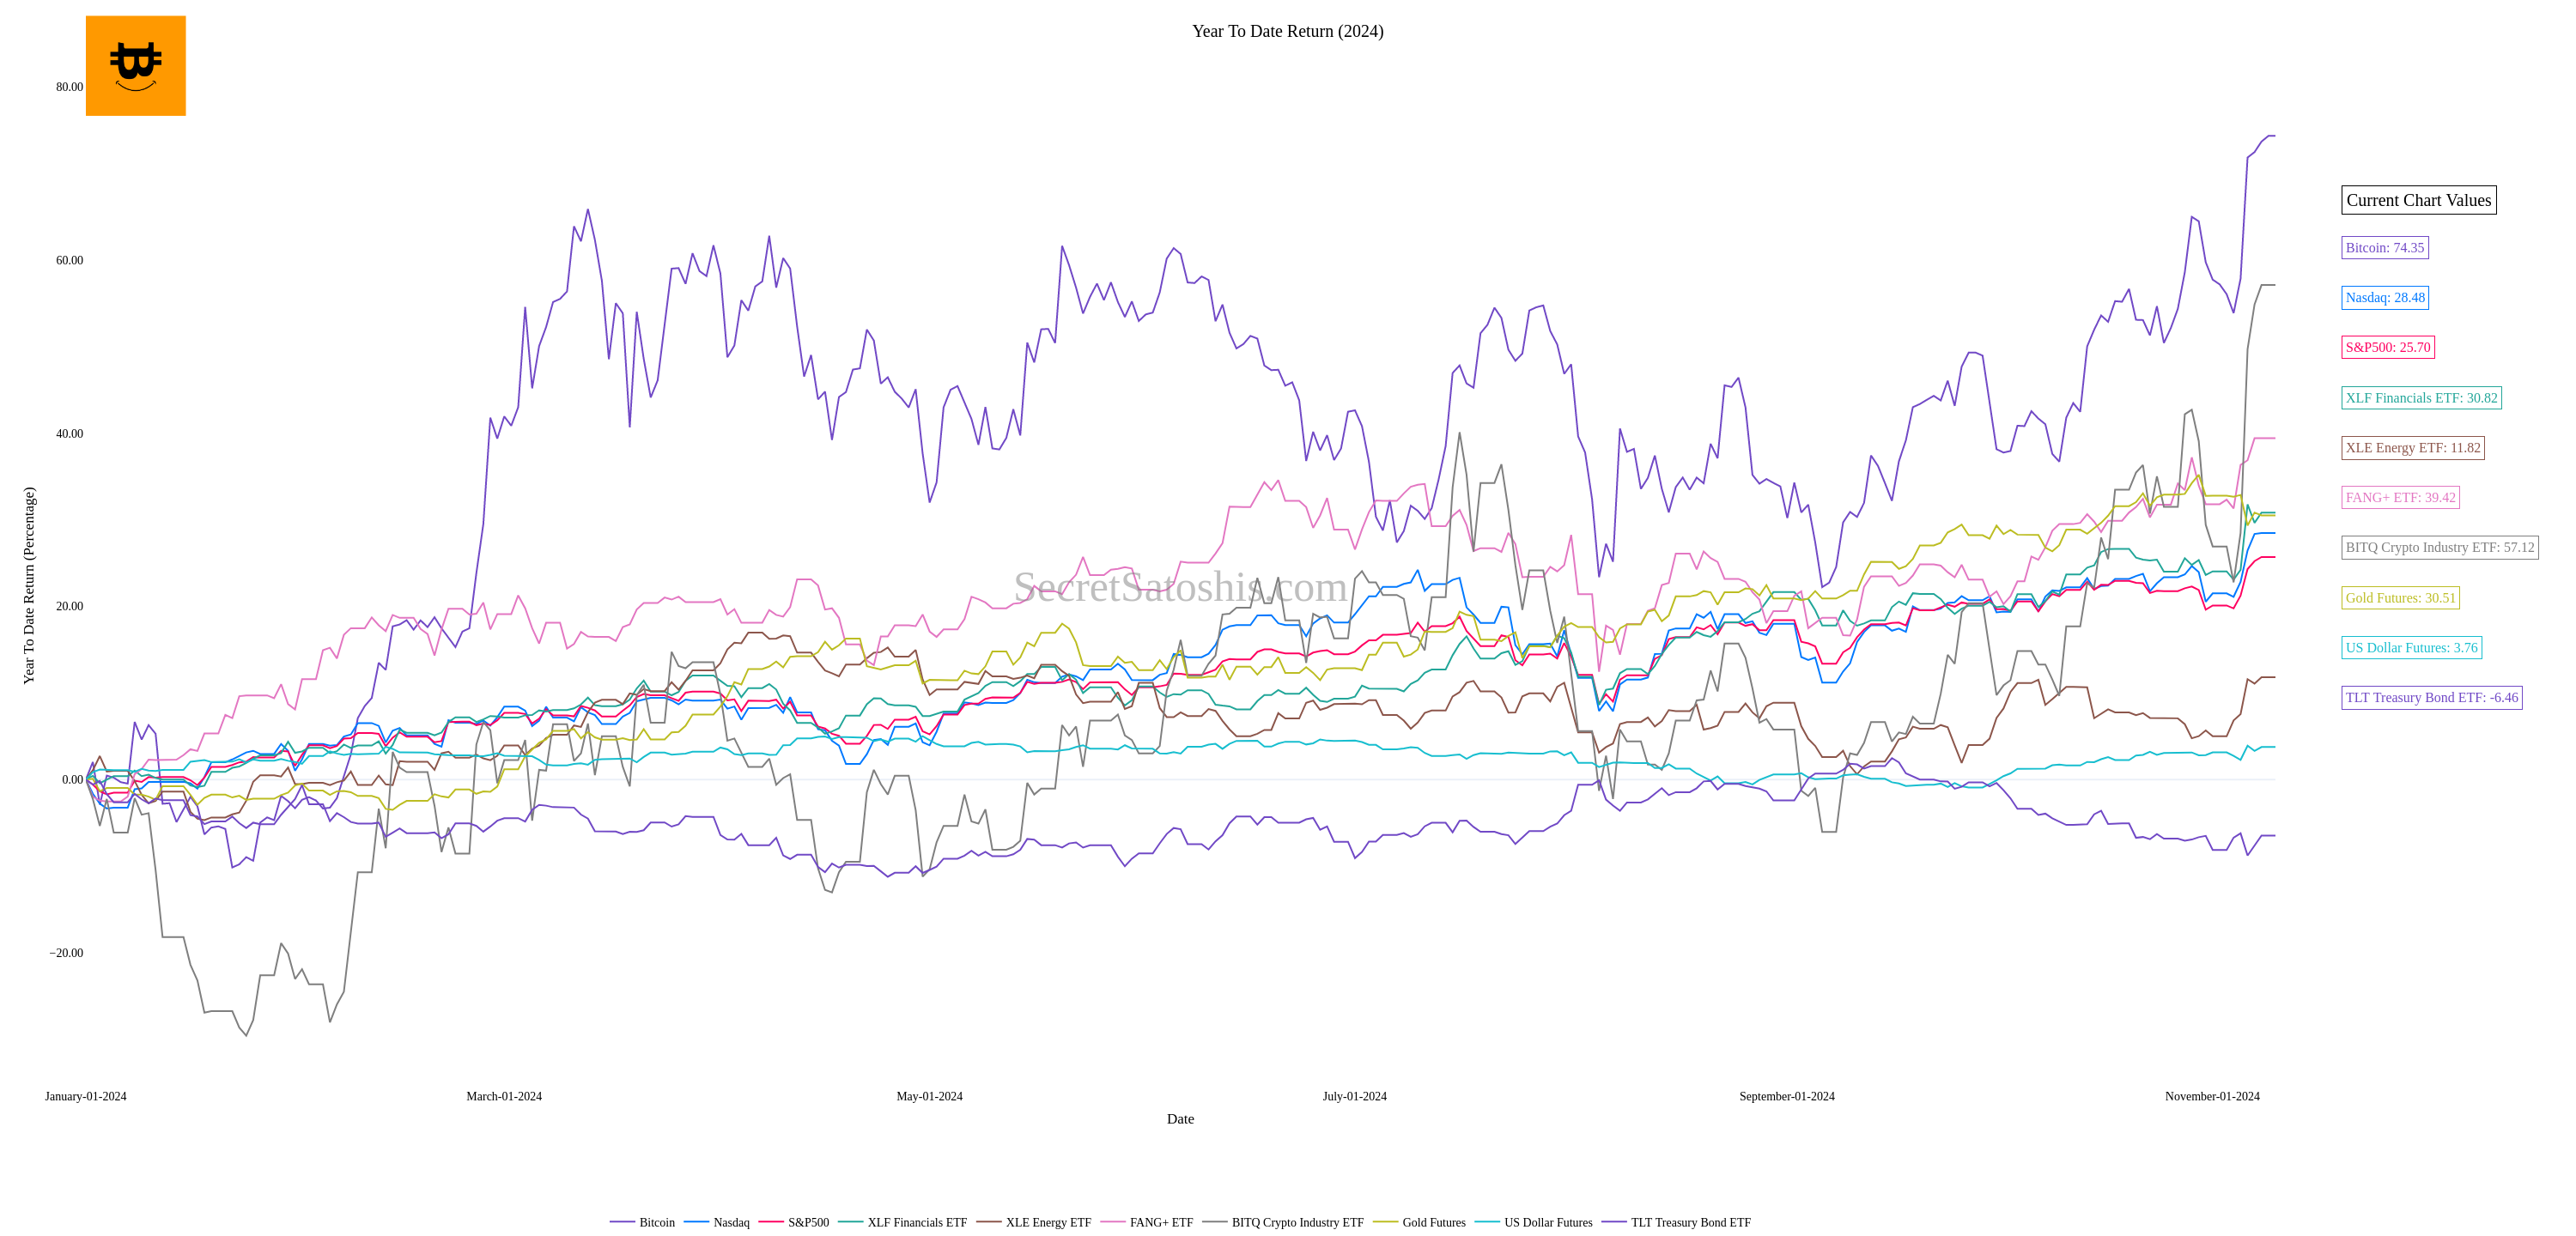 Year To Date Return (2024)
80.00
60.00
40.00
20.00
0.00
−20.00
Year To Date Return (Percentage)
SecretSatoshis.com
Current Chart Values
Bitcoin: 74.35
Nasdaq: 28.48
S&P500: 25.70
XLF Financials ETF: 30.82
XLE Energy ETF: 11.82
FANG+ ETF: 39.42
BITQ Crypto Industry ETF: 57.12
Gold Futures: 30.51
US Dollar Futures: 3.76
TLT Treasury Bond ETF: -6.46
January-01-2024 March-01-2024 May-01-2024 July-01-2024 September-01-2024 November-01-2024
Date
Bitcoin Nasdaq S&P500 XLF Financials ETF XLE Energy ETF FANG+ ETF BITQ Crypto Industry ETF Gold Futures US Dollar Futures TLT Treasury Bond ETF